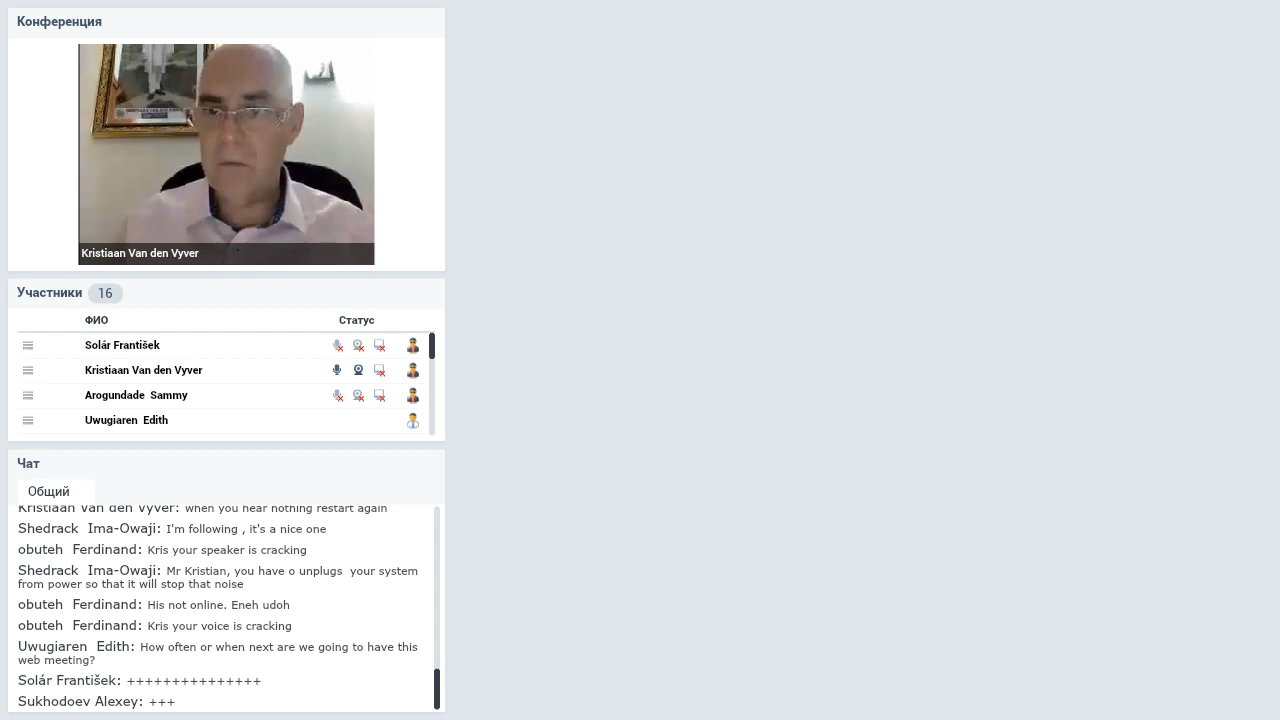 Конференция
Kristiaan Van den Vyver
Участники 16
ФИО Статус
Solár František
Kristiaan Van den Vyver
Arogundade Sammy
Uwugiaren Edith
Чат
Общий
Kristiaan Van den Vyver: when you hear nothing restart again
Shedrack Ima-Owaji: I'm following , it's a nice one
obuteh Ferdinand: Kris your speaker is cracking
Shedrack Ima-Owaji: Mr Kristian, you have o unplugs your system
from power so that it will stop that noise
obuteh Ferdinand: His not online. Eneh udoh
obuteh Ferdinand: Kris your voice is cracking
Uwugiaren Edith: How often or when next are we going to have this
web meeting?
Solár František: +++++++++++++++
Sukhodoev Alexey: +++